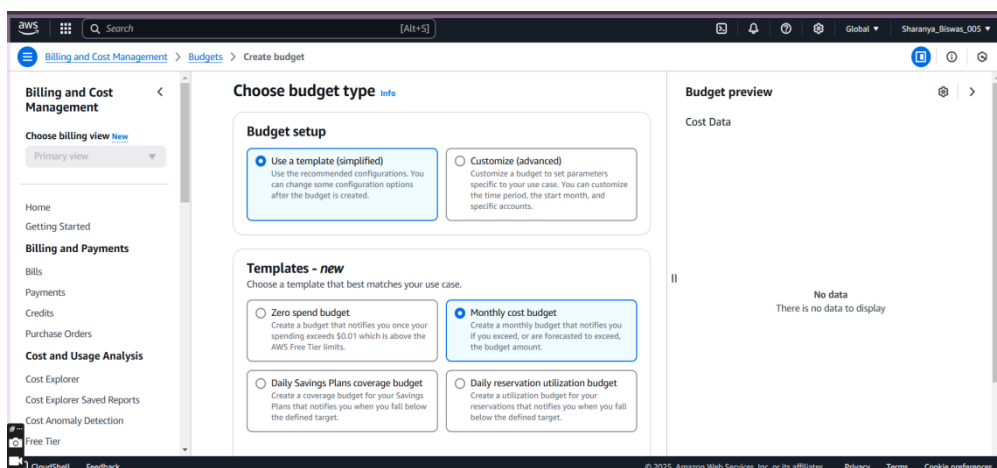 aws
Search [Alt+S]
Global ▼
Sharanya_Biswas_005 ▼
Billing and Cost Management > Budgets > Create budget
Billing and Cost
Management
Choose billing view New
Primary view
Home
Getting Started
Billing and Payments
Bills
Payments
Credits
Purchase Orders
Cost and Usage Analysis
Cost Explorer
Cost Explorer Saved Reports
Cost Anomaly Detection
Free Tier
Choose budget type Info
Budget setup
Use a template (simplified)
Use the recommended configurations. You
can change some configuration options
after the budget is created.
Customize (advanced)
Customize a budget to set parameters
specific to your use case. You can customize
the time period, the start month, and
specific accounts.
Templates - new
Choose a template that best matches your use case.
Zero spend budget
Create a budget that notifies you once your
spending exceeds $0.01 which is above the
AWS Free Tier limits.
Monthly cost budget
Create a monthly budget that notifies you
if you exceed, or are forecasted to exceed,
the budget amount.
Daily Savings Plans coverage budget
Create a coverage budget for your Savings
Plans that notifies you when you fall below
the defined target.
Daily reservation utilization budget
Create a utilization budget for your
reservations that notifies you when you fall
below the defined target.
Budget preview
Cost Data
No data
There is no data to display
CloudShell Feedback
© 2025, Amazon Web Services, Inc. or its affiliates. Privacy Terms Cookie preferences